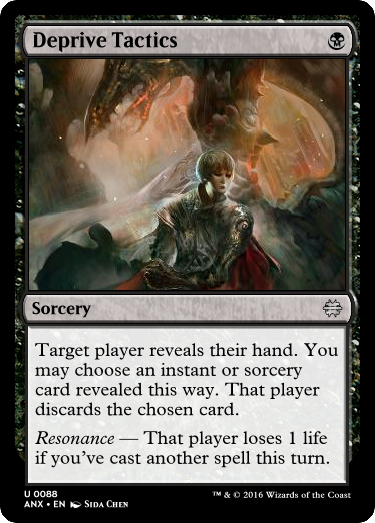 Deprive Tactics
Sorcery
Target player reveals their hand. You
may choose an instant or sorcery
card revealed this way. That player
discards the chosen card.
Resonance — That player loses 1 life
if you've cast another spell this turn.
U 0088
ANX • EN Sida Chen
™ & © 2016 Wizards of the Coast